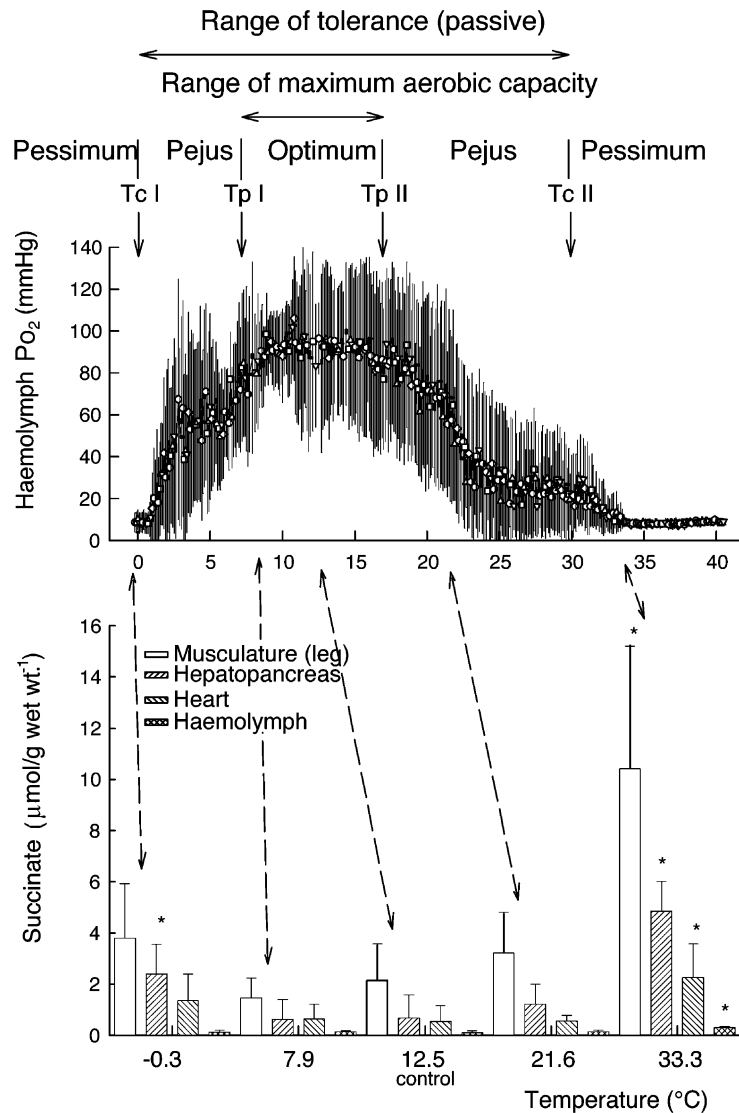 Range of tolerance (passive)
Range of maximum aerobic capacity
Pessimum Pejus Optimum Pejus Pessimum
Tc I Tp I Tp II Tc II
Haemolymph Po2 (mmHg)
140
120
100
80
60
40
20
0
0 5 10 15 20 25 30 35 40
Succinate (μmol/g wet wt.-1)
16
14
12
10
8
6
4
2
0
Musculature (leg)
Hepatopancreas
Heart
Haemolymph
*
*
*
*
*
-0.3 7.9 12.5 21.6 33.3
control
Temperature (°C)